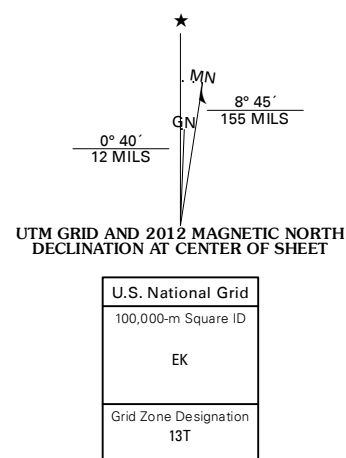 MN
GN
8° 45´
155 MILS
0° 40´
12 MILS
UTM GRID AND 2012 MAGNETIC NORTH
DECLINATION AT CENTER OF SHEET
U.S. National Grid
100,000-m Square ID
EK
Grid Zone Designation
13T